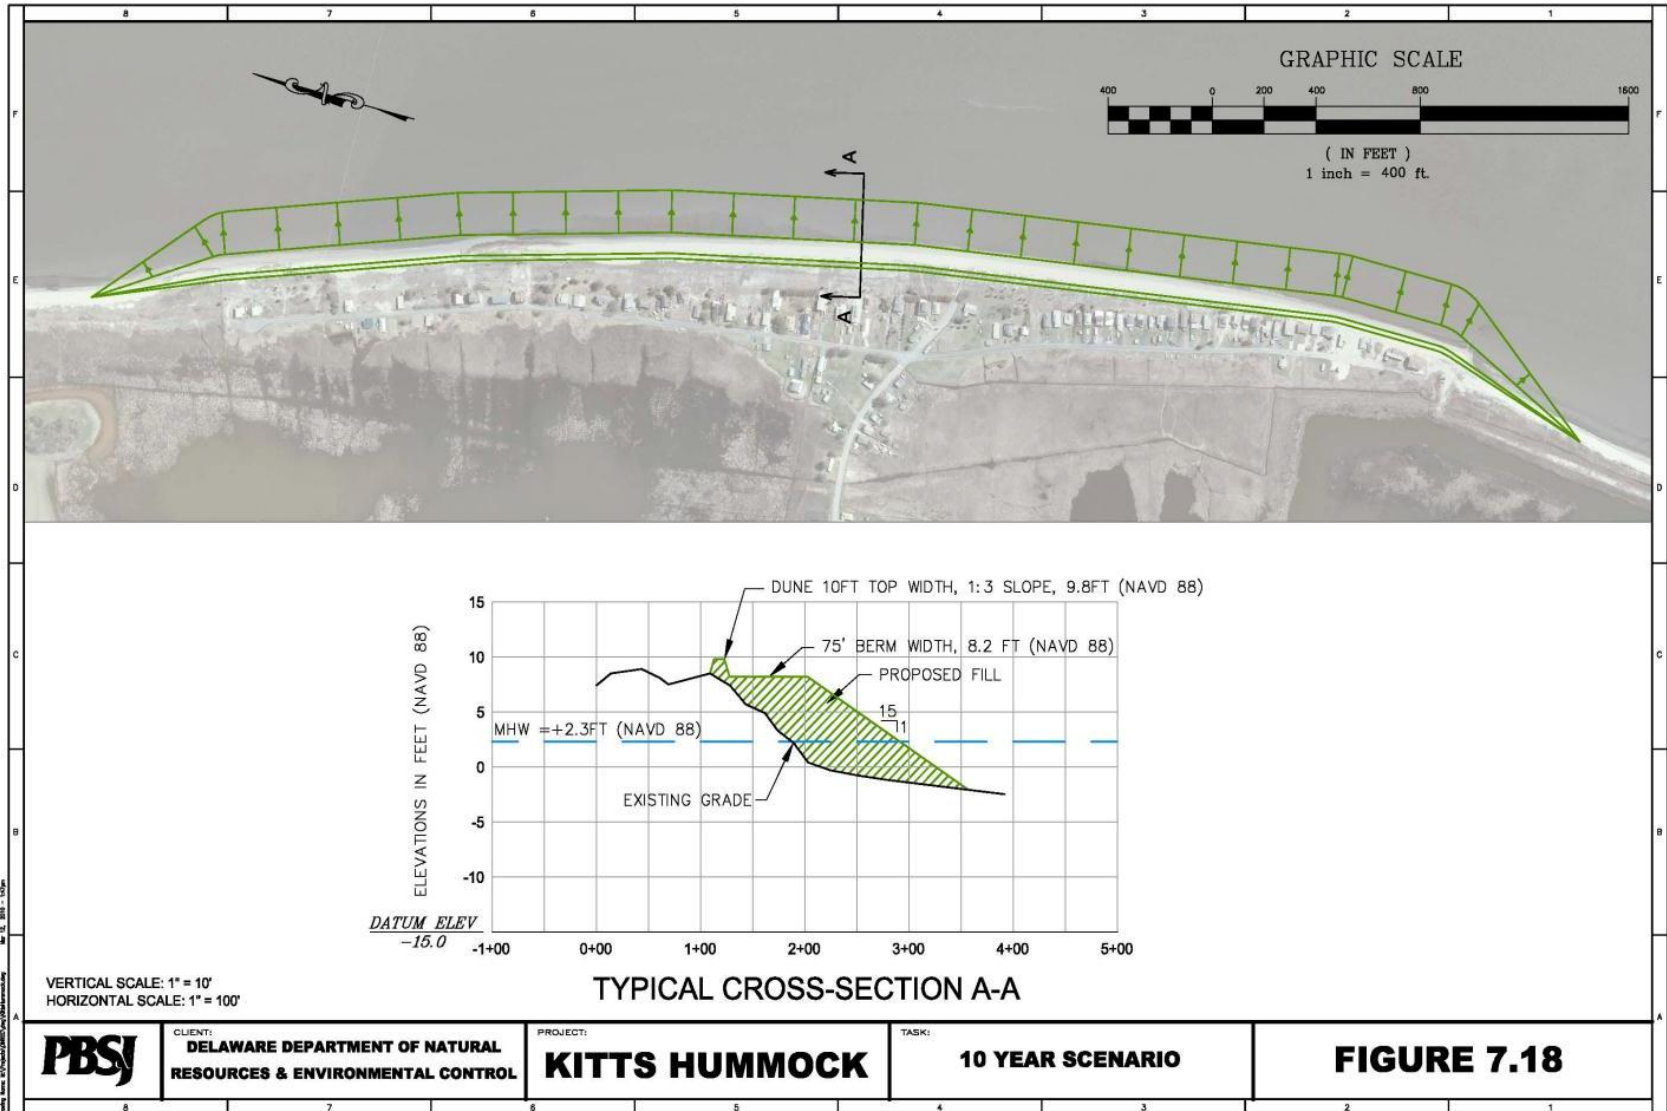 8 7 6 5 4 3 2 1
GRAPHIC SCALE
400 0 200 400 800 1600
( IN FEET )
1 inch = 400 ft.
F F
A
E E
A
D D
DUNE 10FT TOP WIDTH, 1:3 SLOPE, 9.8FT (NAVD 88)
15
75' BERM WIDTH, 8.2 FT (NAVD 88)
C C
10
PROPOSED FILL
5
15
1
MHW =+2.3FT (NAVD 88)
0
EXISTING GRADE
-5
B B
-10
ELEVATIONS IN FEET (NAVD 88)
DATUM ELEV
-15.0
-1+00 0+00 1+00 2+00 3+00 4+00 5+00
TYPICAL CROSS-SECTION A-A
VERTICAL SCALE: 1" = 10'
HORIZONTAL SCALE: 1" = 100'
A A
PBSJ
CLIENT:
DELAWARE DEPARTMENT OF NATURAL
RESOURCES & ENVIRONMENTAL CONTROL
PROJECT:
KITTS HUMMOCK
TASK:
10 YEAR SCENARIO
FIGURE 7.18
8 7 6 5 4 3 2 1